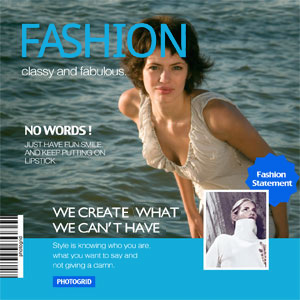 FASHION
classy and fabulous.
NO WORDS !
JUST HAVE FUN SMILE
AND KEEP PUTTING ON
LIPSTICK
Fashion
Statement
WE CREATE WHAT
WE CAN'T HAVE
Style is knowing who you are,
what you want to say and
not giving a damn.
PHOTOGRID
photogrid